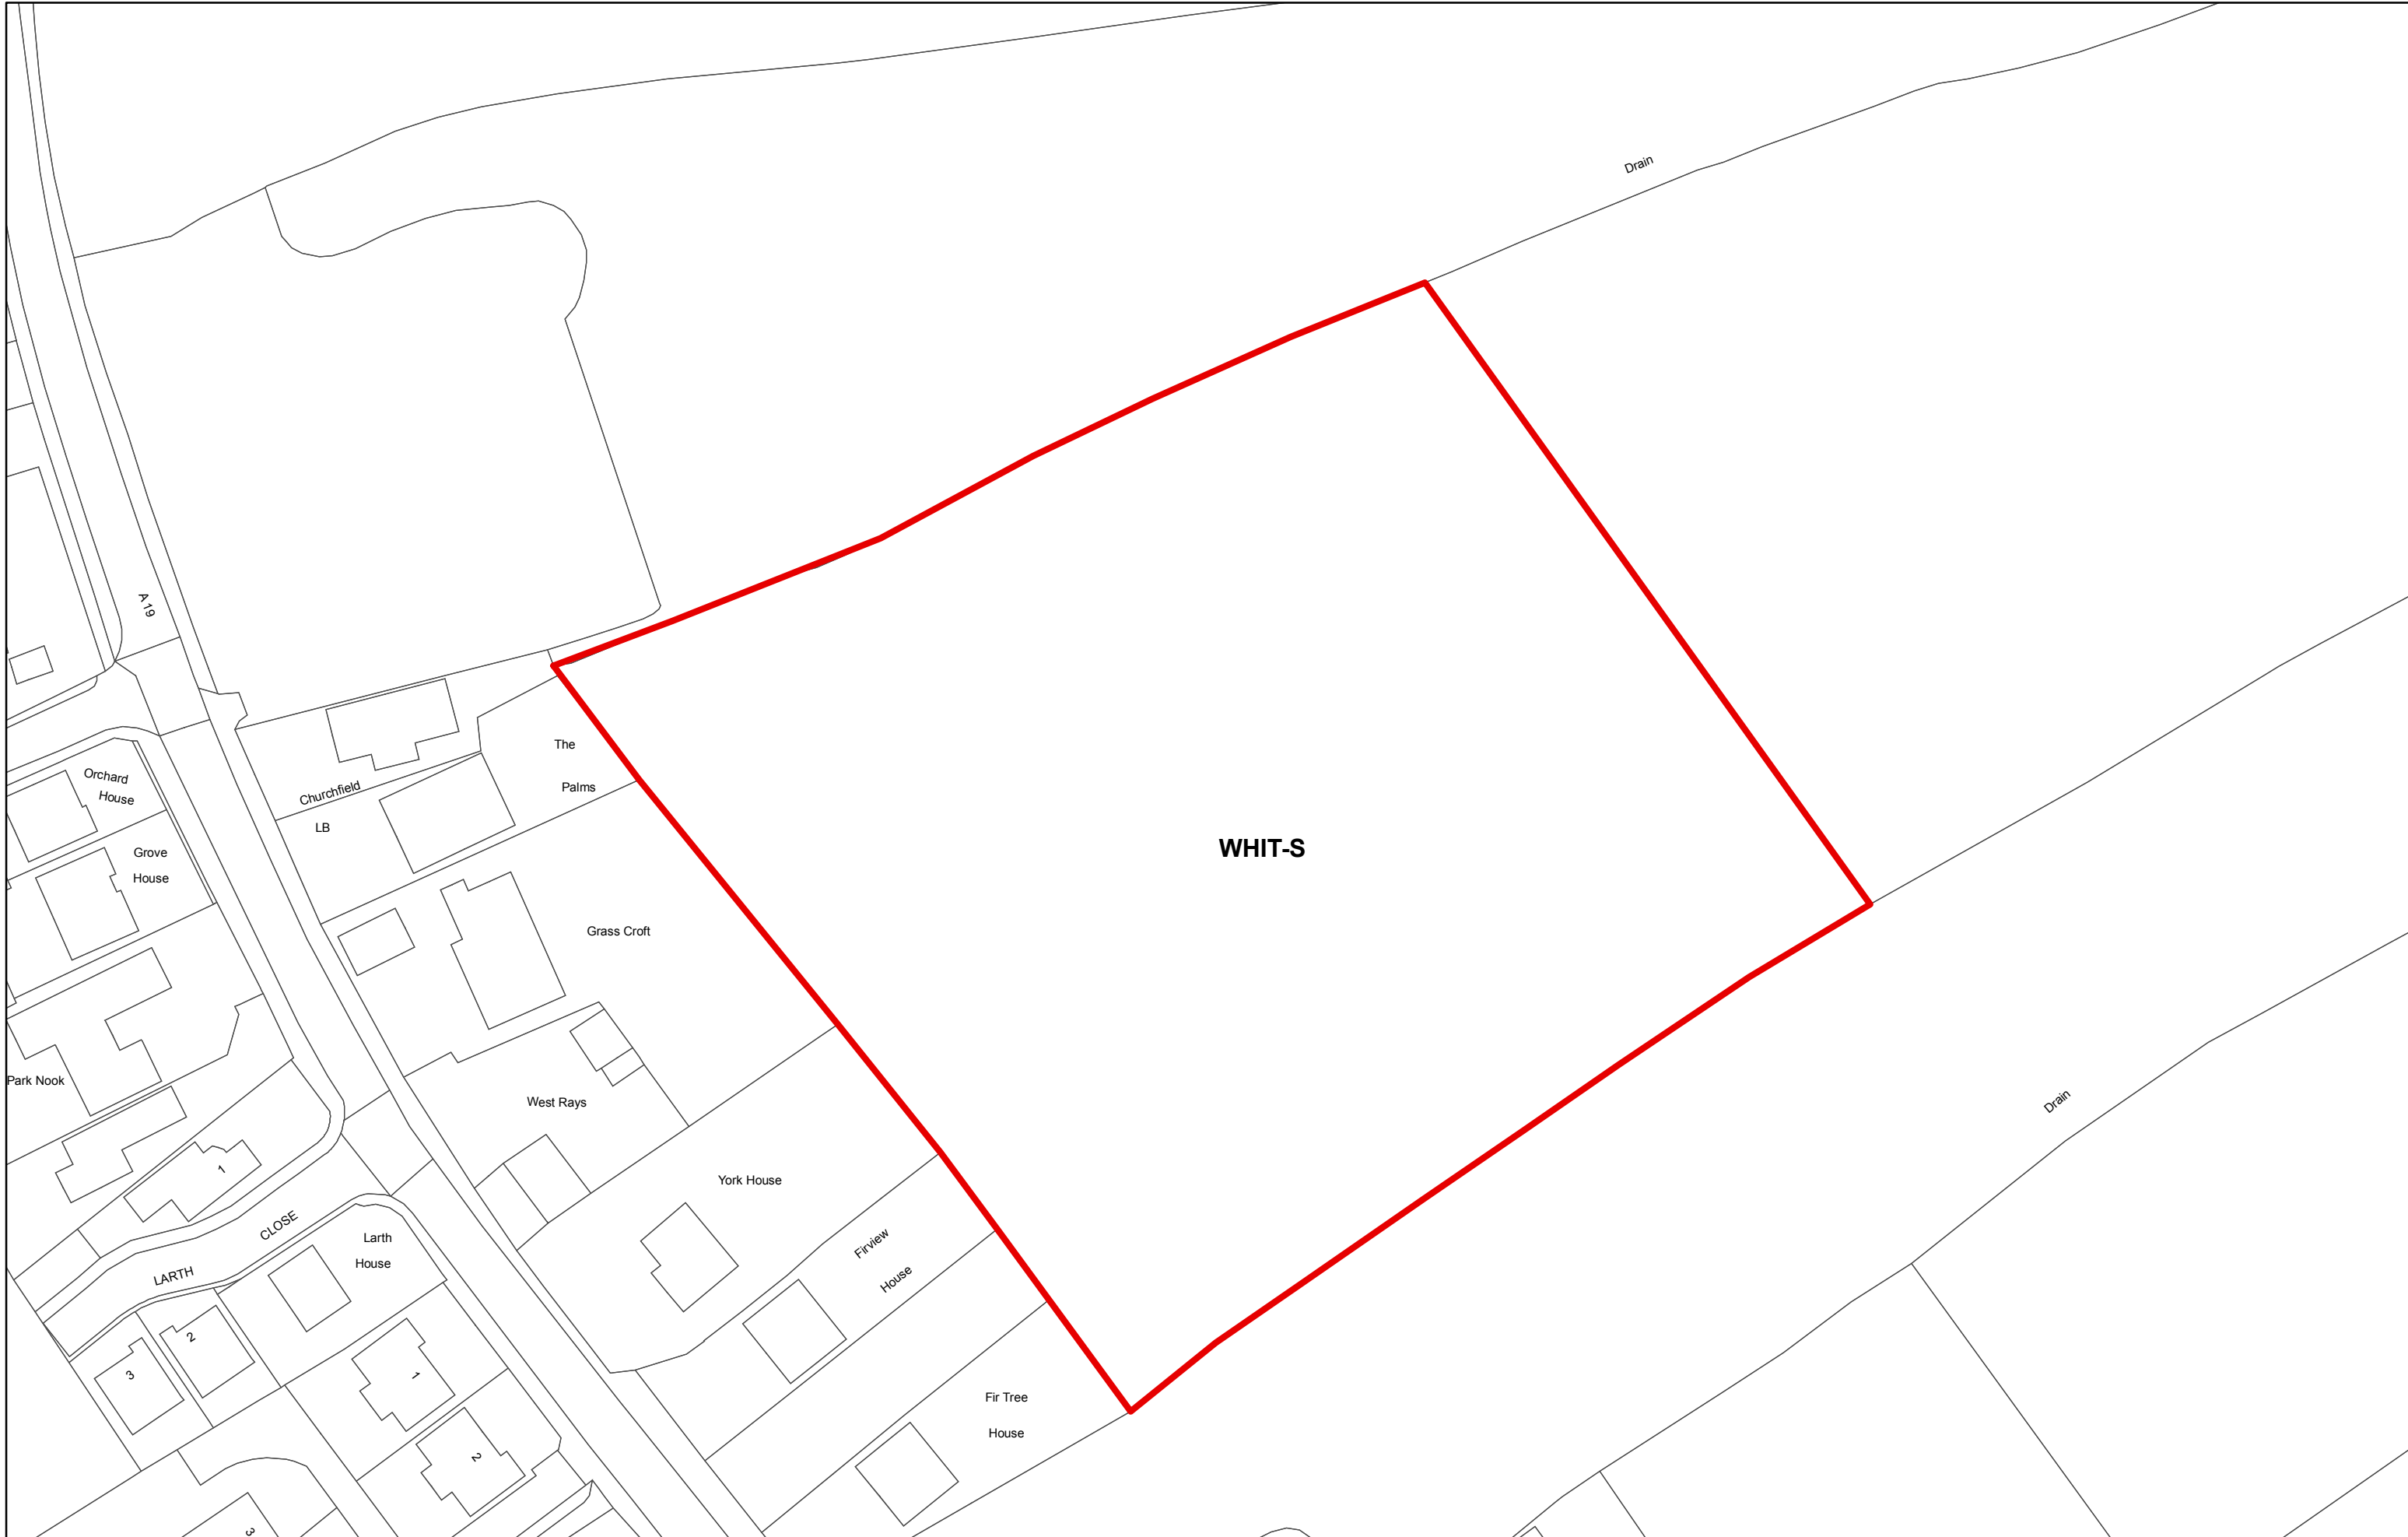 Drain
A 19
The
Palms
Orchard
House
Churchfield
LB
Grove
House
WHIT-S
Grass Croft
Park Nook
West Rays
Drain
1
York House
CLOSE
Larth
House
Firview
House
LARTH
2
3
1
Fir Tree
House
2
3